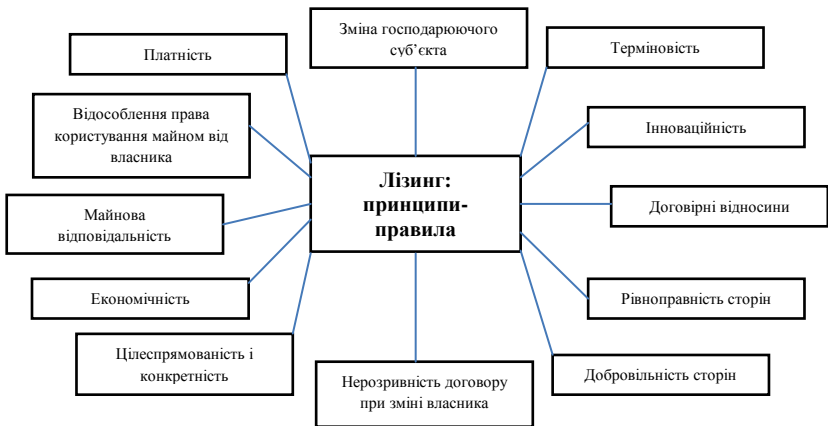 Зміна господарюючого
суб’єкта
Платність
Терміновість
Відособлення права
користування майном від
власника
Інноваційність
Лізинг:
принципи-
правила
Майнова
відповідальність
Договірні відносини
Економічність
Рівноправність сторін
Цілеспрямованість і
конкретність
Нерозривність договору
при зміні власника
Добровільність сторін